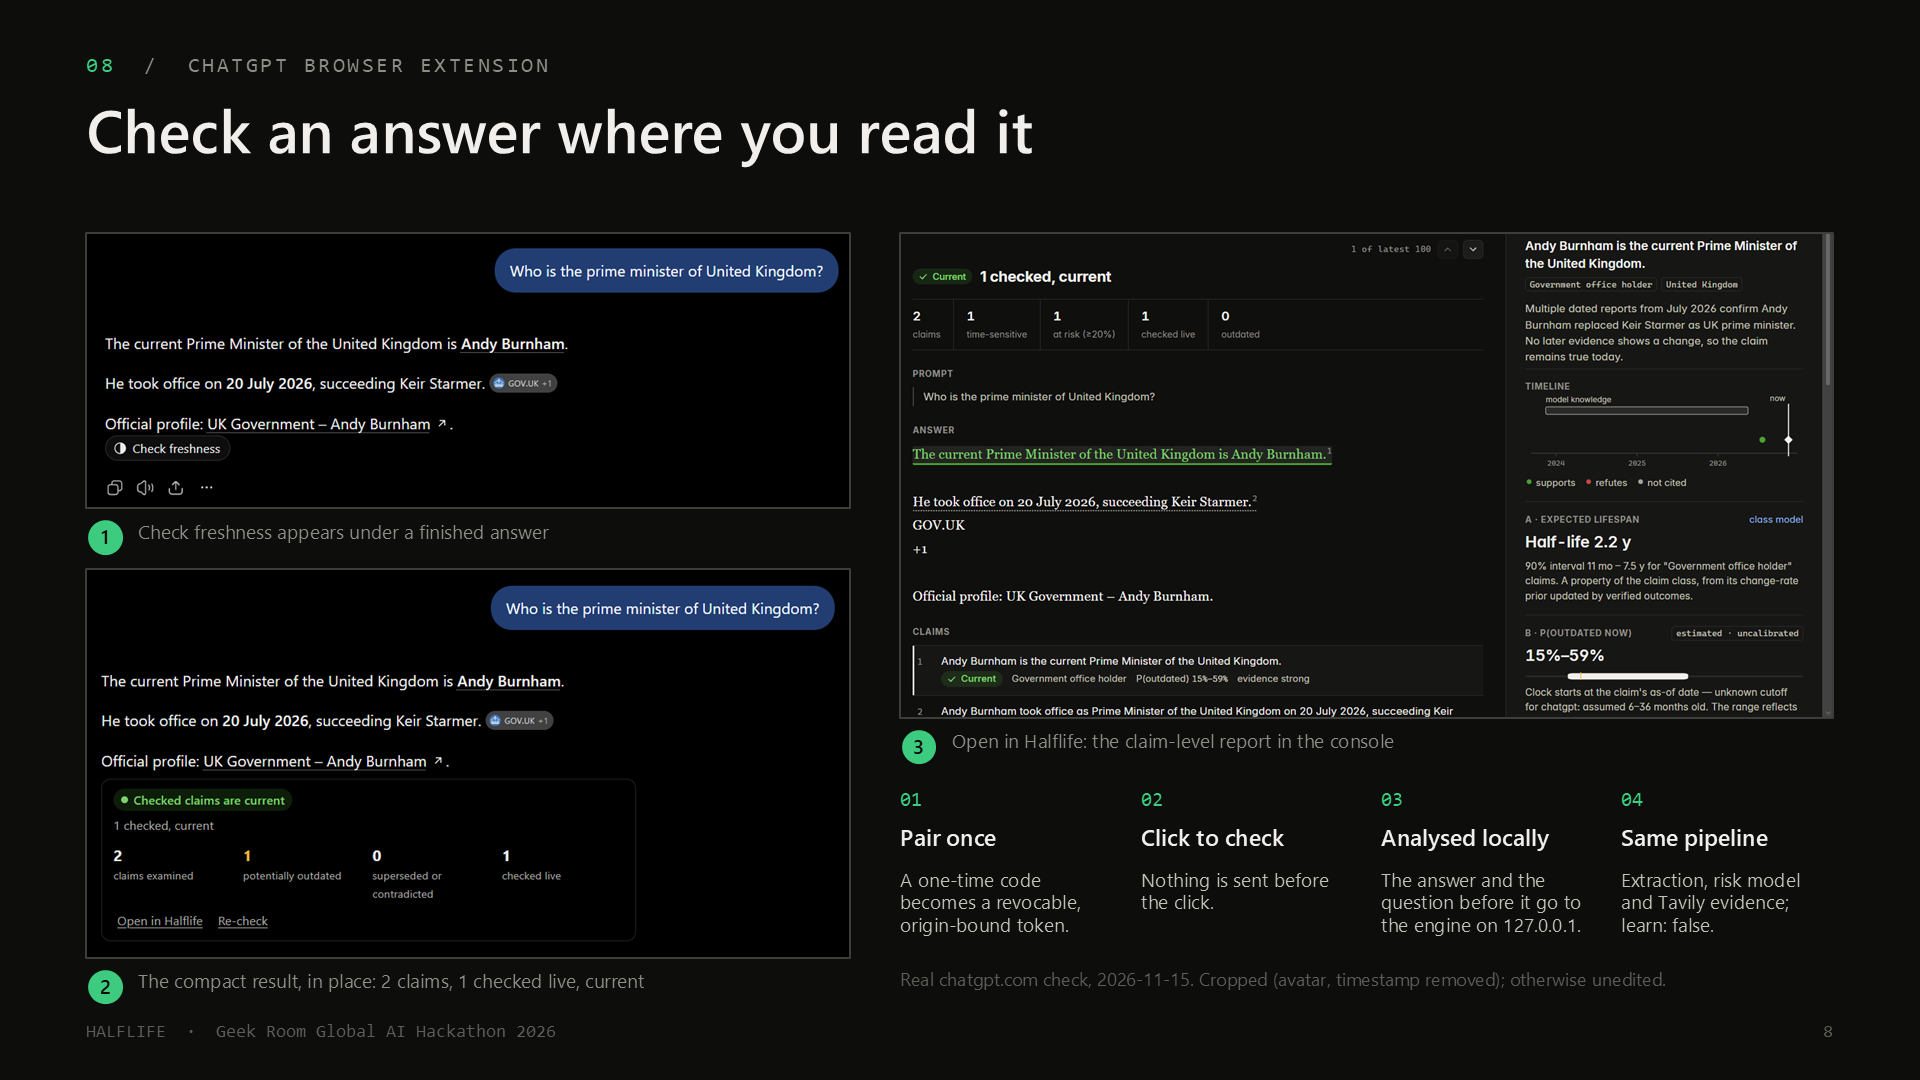 08 / CHATGPT BROWSER EXTENSION
Check an answer where you read it
Who is the prime minister of United Kingdom?
The current Prime Minister of the United Kingdom is Andy Burnham.
He took office on 20 July 2026, succeeding Keir Starmer. GOV.UK +1
Official profile: UK Government – Andy Burnham ↗ .
Check freshness
1 Check freshness appears under a finished answer
Who is the prime minister of United Kingdom?
The current Prime Minister of the United Kingdom is Andy Burnham.
He took office on 20 July 2026, succeeding Keir Starmer. GOV.UK +1
Official profile: UK Government – Andy Burnham ↗ .
Checked claims are current
1 checked, current
2 1 0 1
claims examined potentially outdated superseded or checked live
contradicted
Open in Halflife Re-check
2 The compact result, in place: 2 claims, 1 checked live, current
1 of latest 100
✓ Current 1 checked, current
2 1 1 1 0
claims time-sensitive at risk (≥20%) checked live outdated
PROMPT
Who is the prime minister of United Kingdom?
ANSWER
The current Prime Minister of the United Kingdom is Andy Burnham.1
He took office on 20 July 2026, succeeding Keir Starmer.2
GOV.UK
+1
Official profile: UK Government – Andy Burnham.
CLAIMS
1 Andy Burnham is the current Prime Minister of the United Kingdom.
✓ Current Government office holder P(outdated) 15%–59% evidence strong
2 Andy Burnham took office as Prime Minister of the United Kingdom on 20 July 2026, succeeding Keir
Andy Burnham is the current Prime Minister of
the United Kingdom.
Government office holder United Kingdom
Multiple dated reports from July 2026 confirm Andy
Burnham replaced Keir Starmer as UK prime minister.
No later evidence shows a change, so the claim
remains true today.
TIMELINE
model knowledge now
2024 2025 2026
supports refutes not cited
A · EXPECTED LIFESPAN class model
Half-life 2.2 y
90% interval 11 mo – 7.5 y for "Government office holder"
claims. A property of the claim class, from its change-rate
prior updated by verified outcomes.
B · P(OUTDATED NOW) estimated · uncalibrated
15%–59%
Clock starts at the claim's as-of date — unknown cutoff
for chatgpt: assumed 6–36 months old. The range reflects
3 Open in Halflife: the claim-level report in the console
01
Pair once
A one-time code
becomes a revocable,
origin-bound token.
02
Click to check
Nothing is sent before
the click.
03
Analysed locally
The answer and the
question before it go to
the engine on 127.0.0.1.
04
Same pipeline
Extraction, risk model
and Tavily evidence;
learn: false.
Real chatgpt.com check, 2026-11-15. Cropped (avatar, timestamp removed); otherwise unedited.
HALFLIFE · Geek Room Global AI Hackathon 2026
8